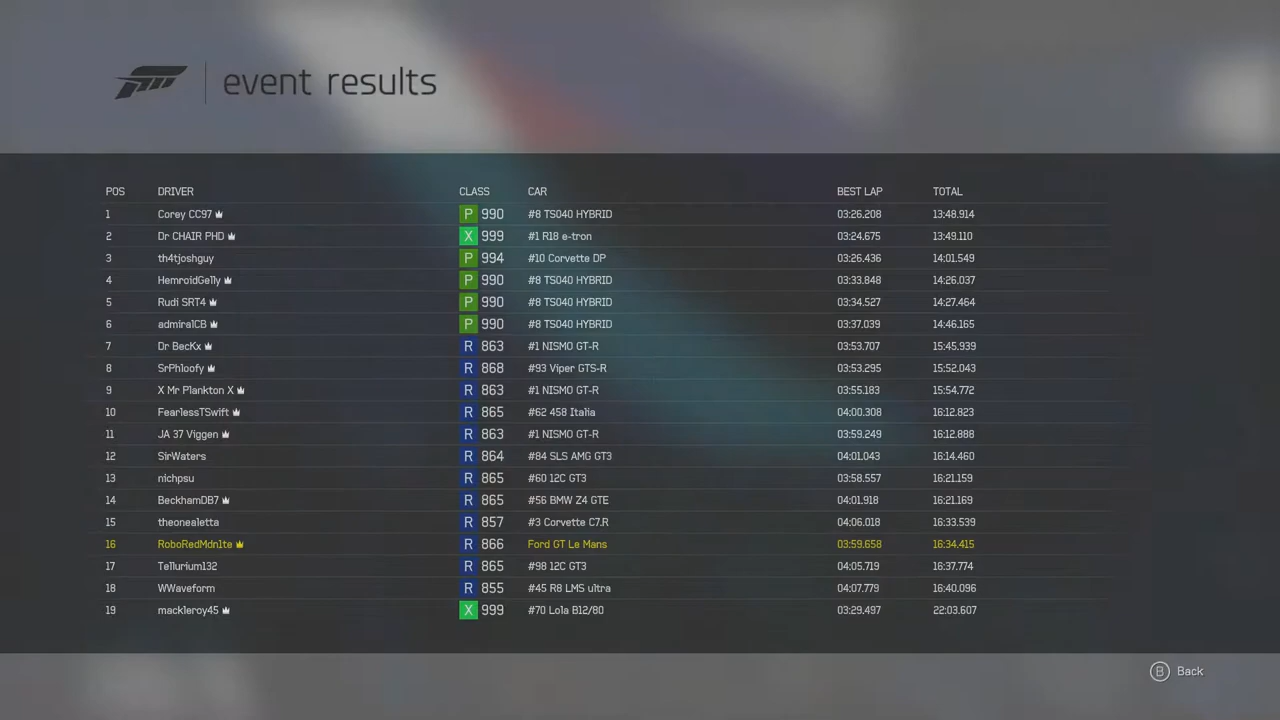 event results
POS DRIVER CLASS CAR BEST LAP TOTAL
1 Corey CC97 P 990 #8 TS040 HYBRID 03:26.208 13:48.914
2 Dr CHAIR PHD X 999 #1 R18 e-tron 03:24.675 13:49.110
3 th4tjoshguy P 994 #10 Corvette DP 03:26.436 14:01.549
4 HemroidGelly P 990 #8 TS040 HYBRID 03:33.848 14:26.037
5 Rudi SRT4 P 990 #8 TS040 HYBRID 03:34.527 14:27.464
6 admiralCB P 990 #8 TS040 HYBRID 03:37.039 14:46.165
7 Dr BecKx R 863 #1 NISMO GT-R 03:53.707 15:45.939
8 SrPhloofy R 868 #93 Viper GTS-R 03:53.295 15:52.043
9 X Mr Plankton X R 863 #1 NISMO GT-R 03:55.183 15:54.772
10 FearlessTSwift R 865 #62 458 Italia 04:00.308 16:12.823
11 JA 37 Viggen R 863 #1 NISMO GT-R 03:59.249 16:12.888
12 SirWaters R 864 #84 SLS AMG GT3 04:01.043 16:14.460
13 nichpsu R 865 #60 12C GT3 03:58.557 16:21.159
14 BeckhamDB7 R 865 #56 BMW Z4 GTE 04:01.918 16:21.169
15 theonealetta R 857 #3 Corvette C7.R 04:06.018 16:33.539
16 RoboRedMdn1te R 866 Ford GT Le Mans 03:59.658 16:34.415
17 Tellurium132 R 865 #98 12C GT3 04:05.719 16:37.774
18 WWaveform R 855 #45 R8 LMS ultra 04:07.779 16:40.096
19 mackleroy45 X 999 #70 Lola B12/80 03:29.497 22:03.607
B Back